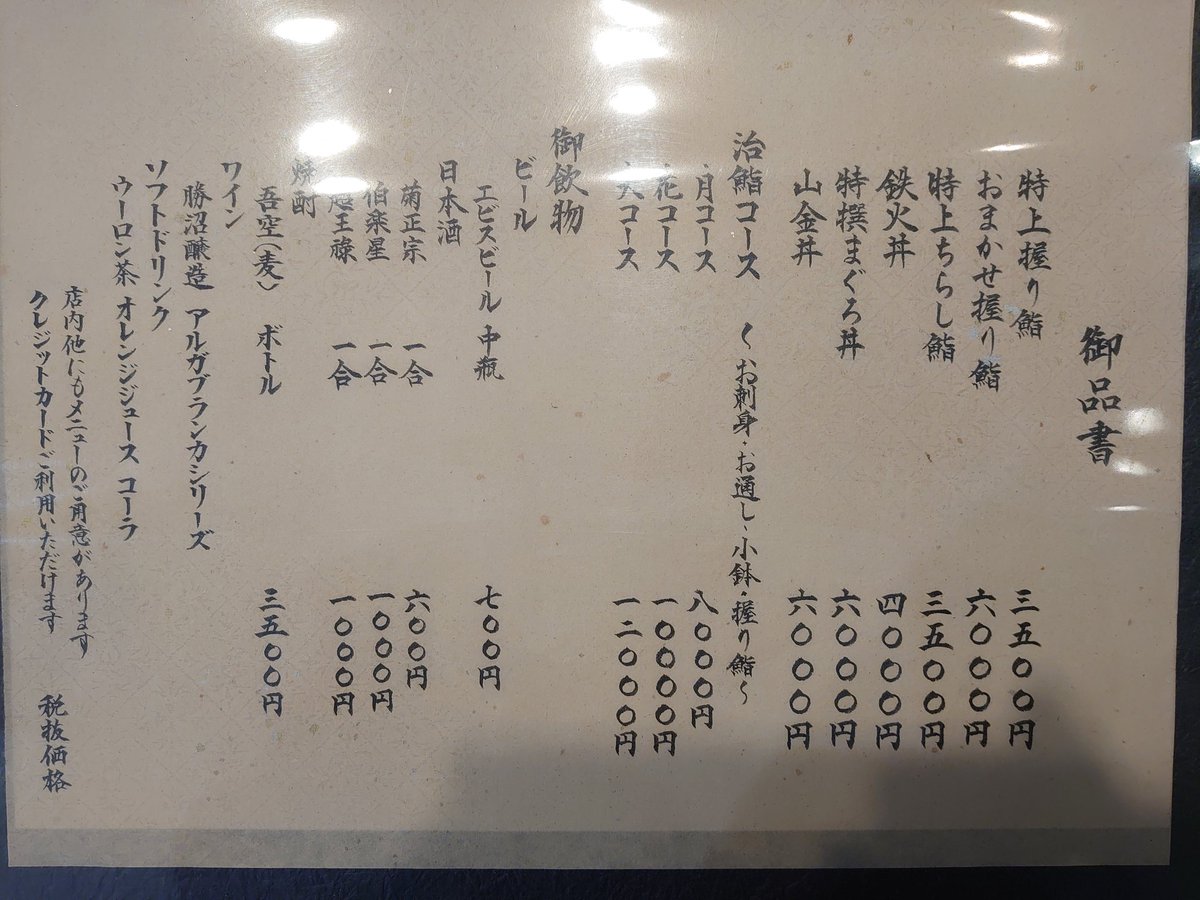 御品書
特上握り鮨 三五〇〇円
おまかせ握り鮨 六〇〇〇円
特上ちらし鮨 三五〇〇円
鉄火丼 四〇〇〇円
特撰まぐろ丼 六〇〇〇円
山金丼 六〇〇〇円
治鮨コース 〜お刺身・お通し・小鉢・握り鮨〜
月コース 八〇〇〇円
花コース 一〇〇〇〇円
コース 一二〇〇〇円
御飲物
ビール
エビスビール 中瓶 七〇〇円
日本酒
菊正宗 一合 六〇〇円
伯楽星 一合 一〇〇〇円
王祿 一合 一〇〇〇円
焼酎
吾空(麦) ボトル 三五〇〇円
ワイン
勝沼醸造 アルガブランカシリーズ
ソフトドリンク
ウーロン茶 オレンジジュース コーラ
店内他にもメニューのご用意があります
クレジットカードご利用いただけます 税抜価格